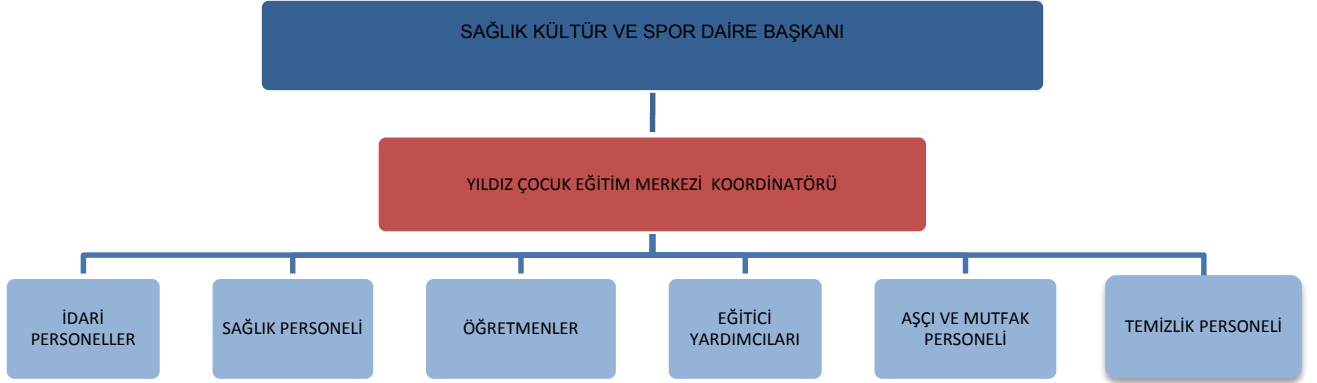 SAĞLIK KÜLTÜR VE SPOR DAİRE BAŞKANI
YILDIZ ÇOCUK EĞİTİM MERKEZİ KOORDİNATÖRÜ
İDARİ
PERSONELLER
SAĞLIK PERSONELİ
ÖĞRETMENLER
EĞİTİCİ
YARDIMCILARI
AŞÇI VE MUTFAK
PERSONELİ
TEMİZLİK PERSONELİ